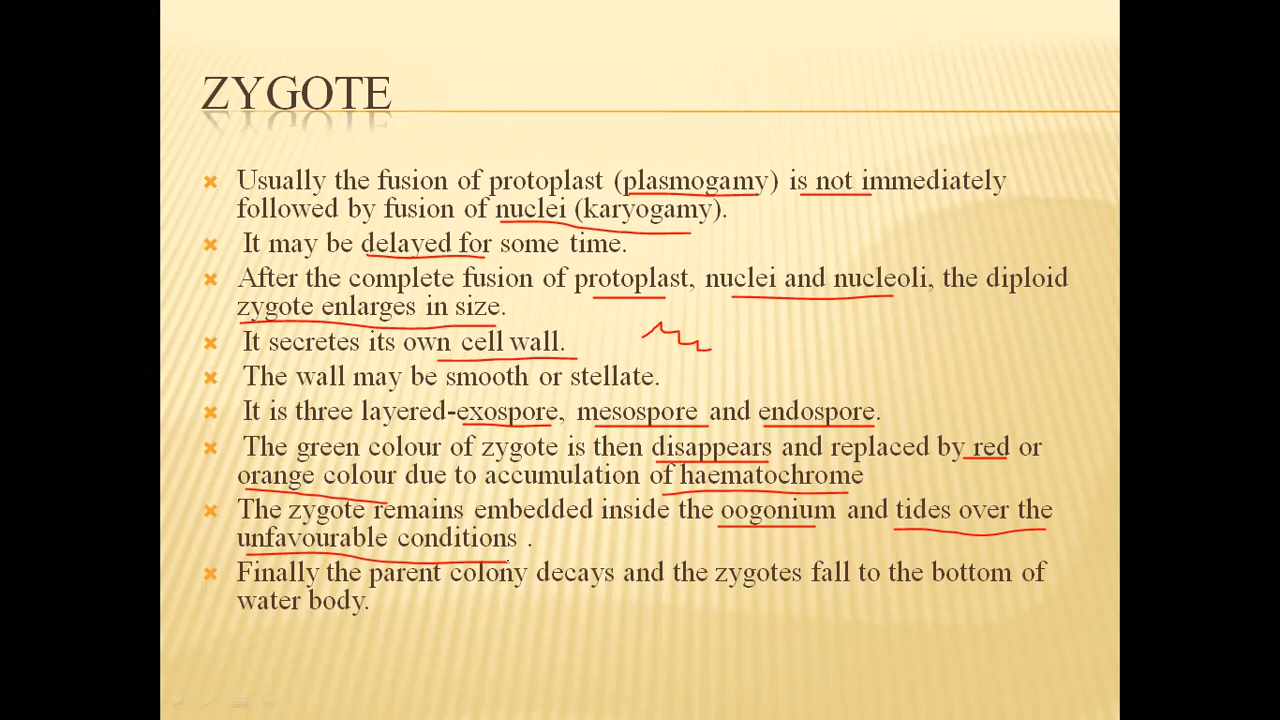 ZYGOTE
Usually the fusion of protoplast (plasmogamy) is not immediately
followed by fusion of nuclei (karyogamy).
It may be delayed for some time.
After the complete fusion of protoplast, nuclei and nucleoli, the diploid
zygote enlarges in size.
It secretes its own cell wall.
The wall may be smooth or stellate.
It is three layered-exospore, mesospore and endospore.
The green colour of zygote is then disappears and replaced by red or
orange colour due to accumulation of haematochrome
The zygote remains embedded inside the oogonium and tides over the
unfavourable conditions .
Finally the parent colony decays and the zygotes fall to the bottom of
water body.